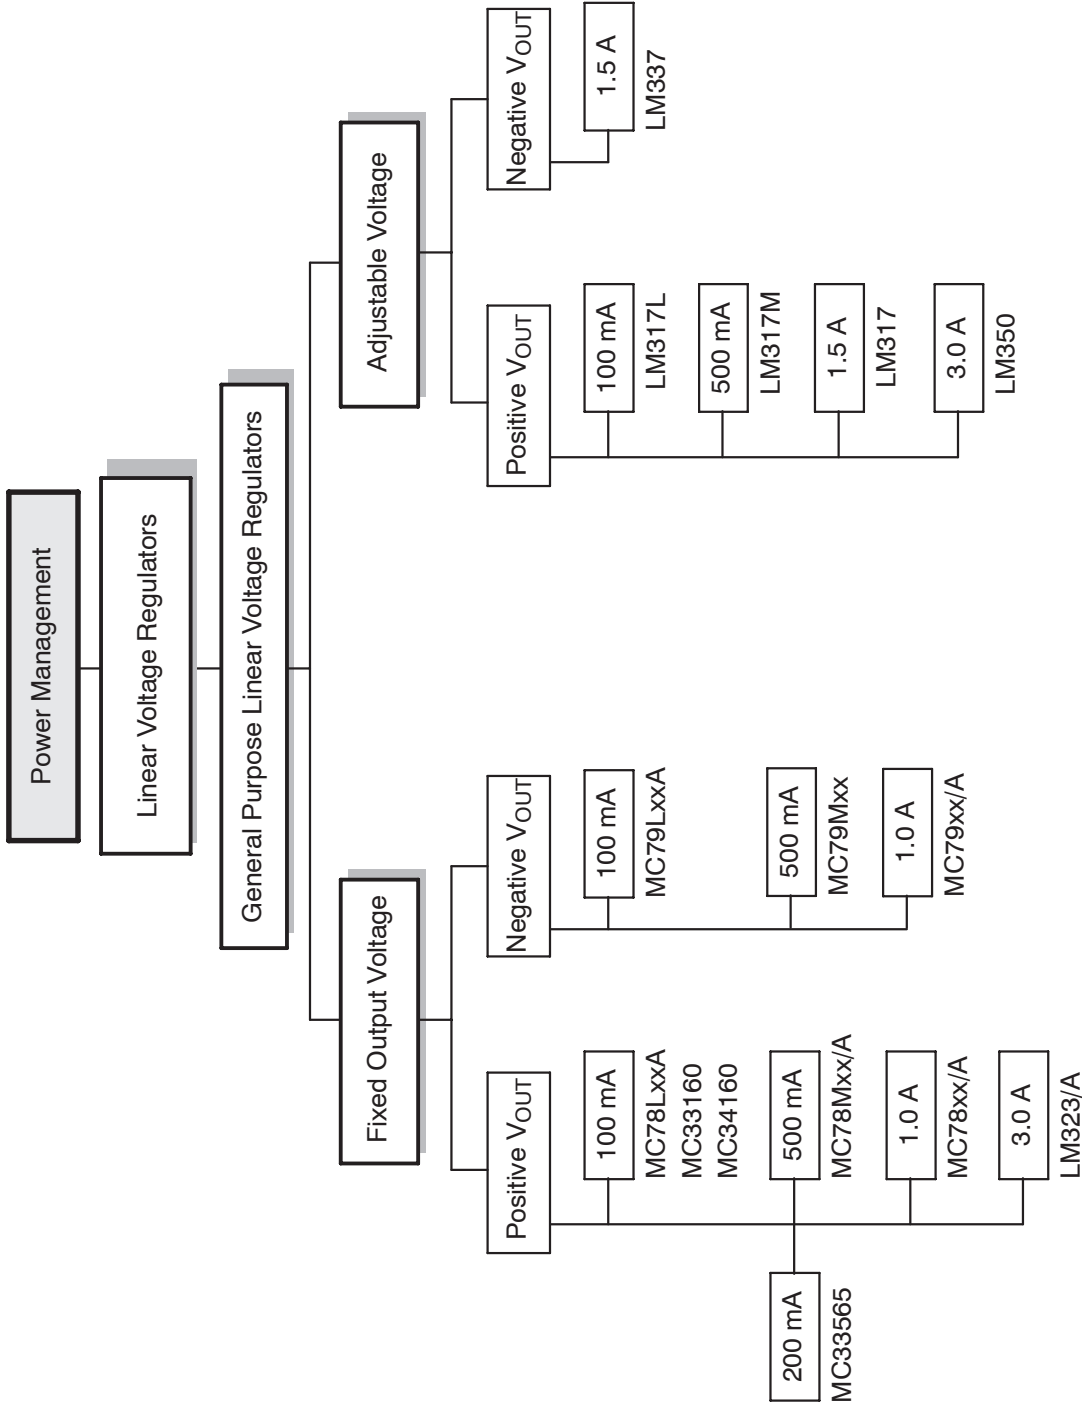 Power Management
Linear Voltage Regulators
General Purpose Linear Voltage Regulators
Fixed Output Voltage
Adjustable Voltage
Positive VOUT
Negative VOUT
Positive VOUT
Negative VOUT
100 mA
MC78LxxA
MC33160
MC34160
200 mA
MC33565
500 mA
MC78Mxx/A
1.0 A
MC78xx/A
3.0 A
LM323/A
100 mA
MC79LxxA
500 mA
MC79Mxx
1.0 A
MC79xx/A
100 mA
LM317L
500 mA
LM317M
1.5 A
LM317
3.0 A
LM350
1.5 A
LM337